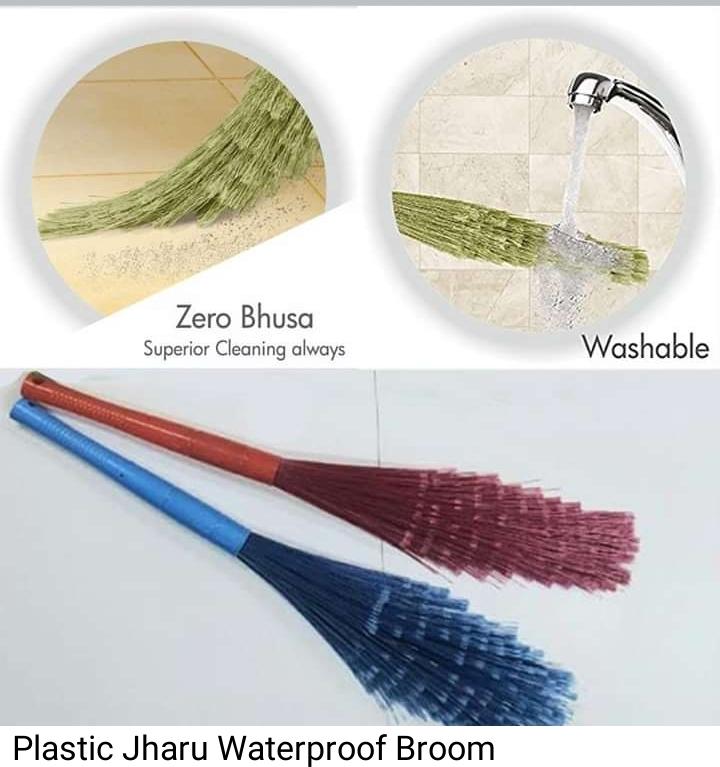 Zero Bhusa
Superior Cleaning always
Washable
Plastic Jharu Waterproof Broom